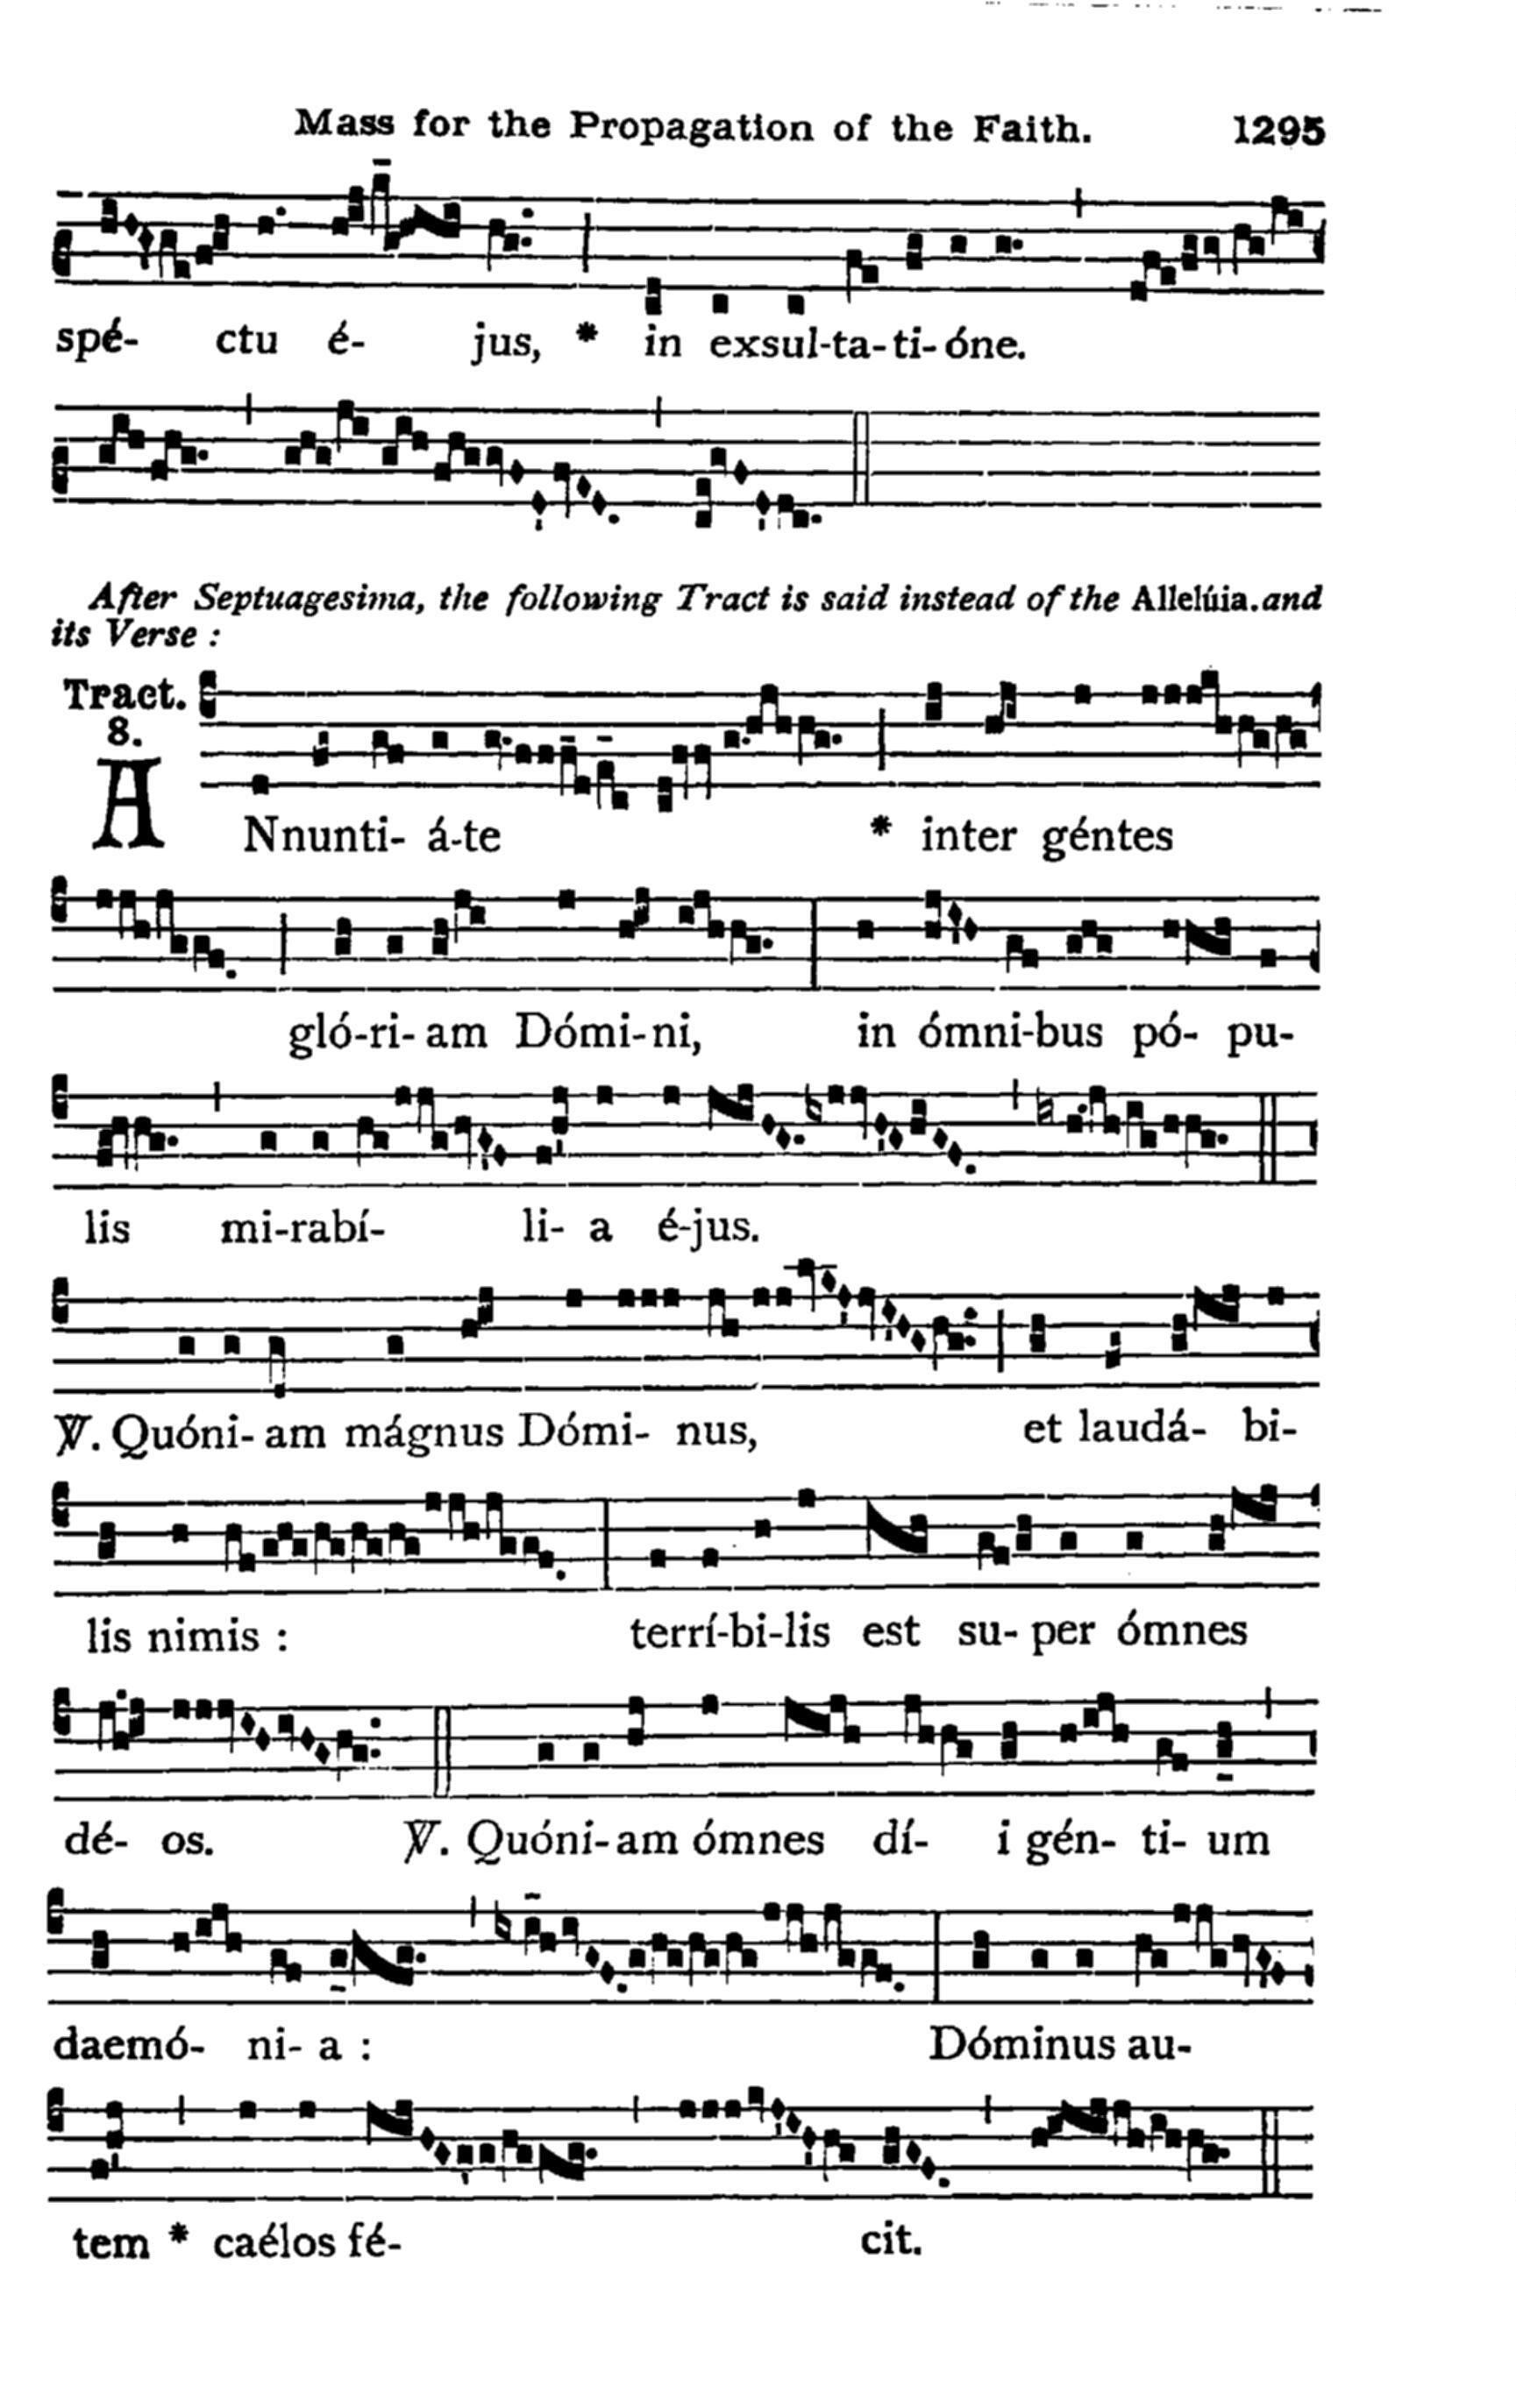 Mass for the Propagation of the Faith. 1295
spé- ctu é- jus, * in exsul-ta-ti-óne.
After Septuagesima, the following Tract is said instead of the Allelúia. and
its Verse :
Tract.
8.
A
Nnunti- á-te * inter géntes
gló-ri- am Dómi-ni, in ómni-bus pó- pu-
lis mi-rabí- li- a é-jus.
℣. Quóni- am mágnus Dómi- nus, et laudá- bi-
lis nimis : terrí-bi-lis est su- per ómnes
dé- os. ℣. Quóni-am ómnes dí- i gén- ti- um
daemó- ni- a : Dóminus au-
tem * caélos fé- cit.